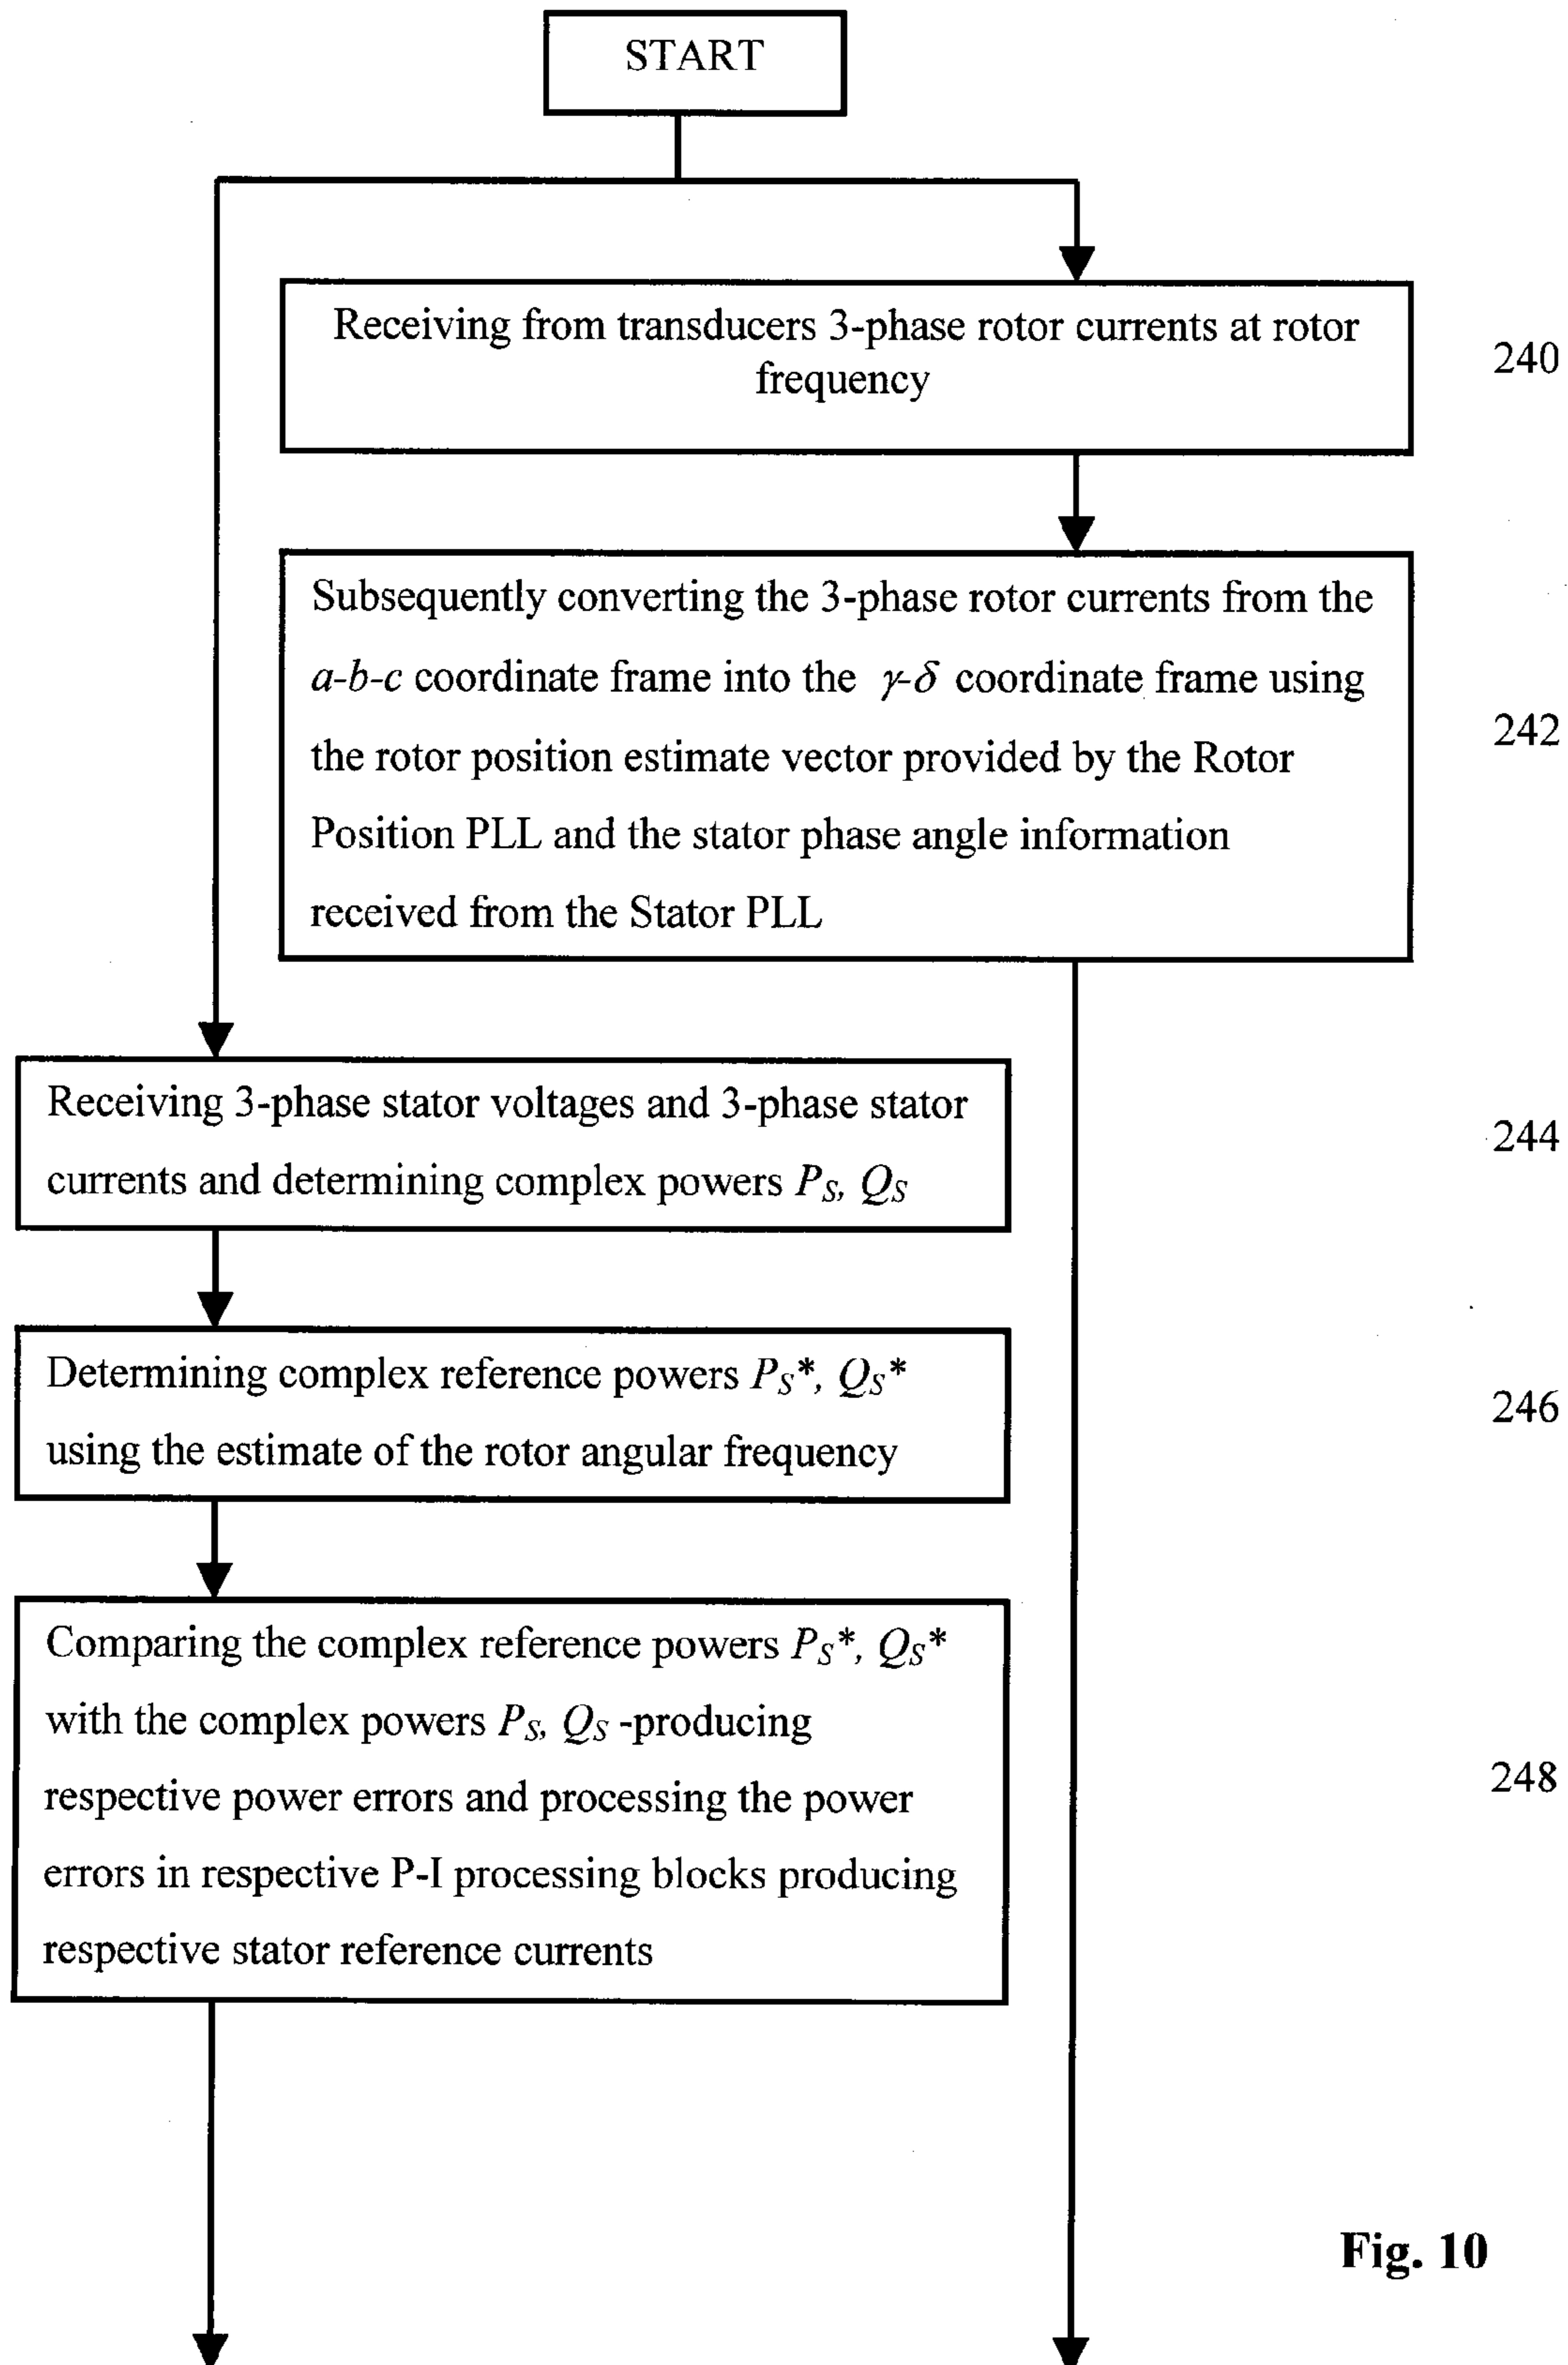 START
Receiving from transducers 3-phase rotor currents at rotor
frequency
240
Subsequently converting the 3-phase rotor currents from the
a-b-c coordinate frame into the γ-δ coordinate frame using
the rotor position estimate vector provided by the Rotor
Position PLL and the stator phase angle information
received from the Stator PLL
242
Receiving 3-phase stator voltages and 3-phase stator
currents and determining complex powers PS, QS
244
Determining complex reference powers PS*, QS*
using the estimate of the rotor angular frequency
246
Comparing the complex reference powers PS*, QS*
with the complex powers PS, QS -producing
respective power errors and processing the power
errors in respective P-I processing blocks producing
respective stator reference currents
248
Fig. 10